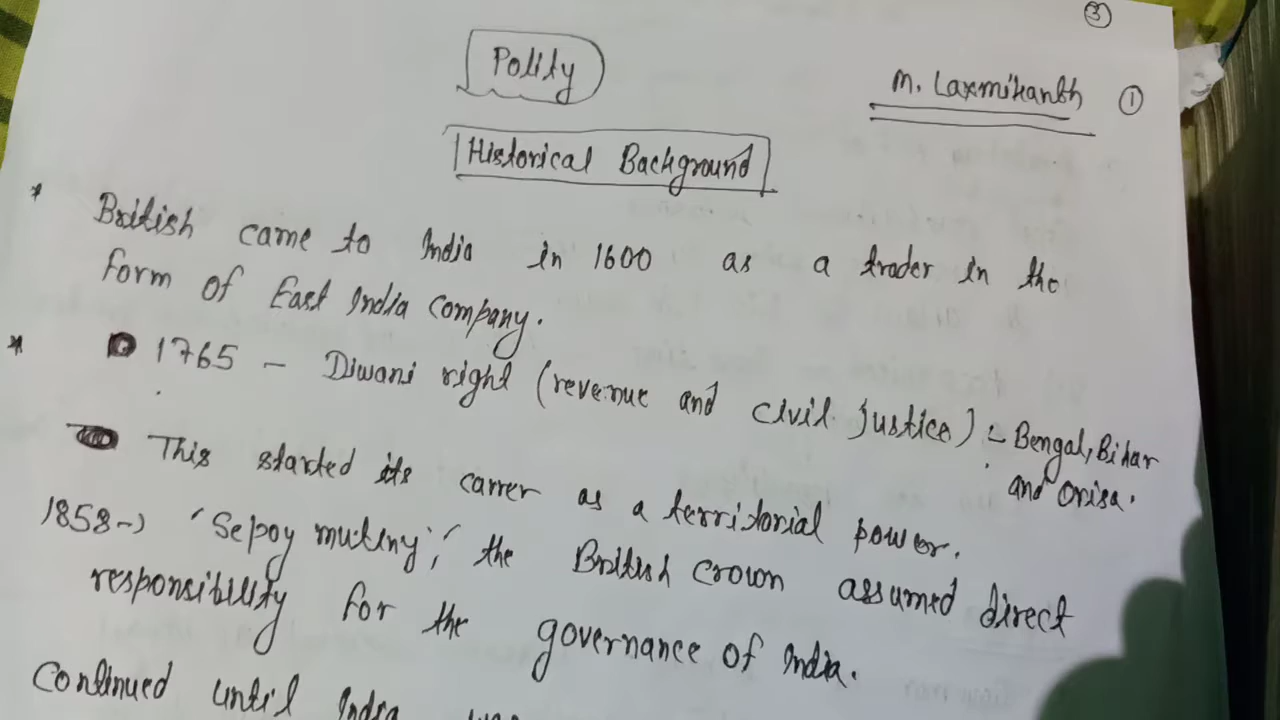 ③
Polity
M. Laxmikanth ①
Historical Background
* British came to India in 1600 as a trader in the
form of East India Company.
* 1765 – Diwani right (revenue and civil justice) :- Bengal, Bihar
and Orisa.
This started its carrer as a territorial power.
1858 -> 'Sepoy mutiny', the British crown assumed direct
responsibility for the governance of India.
Continued until India